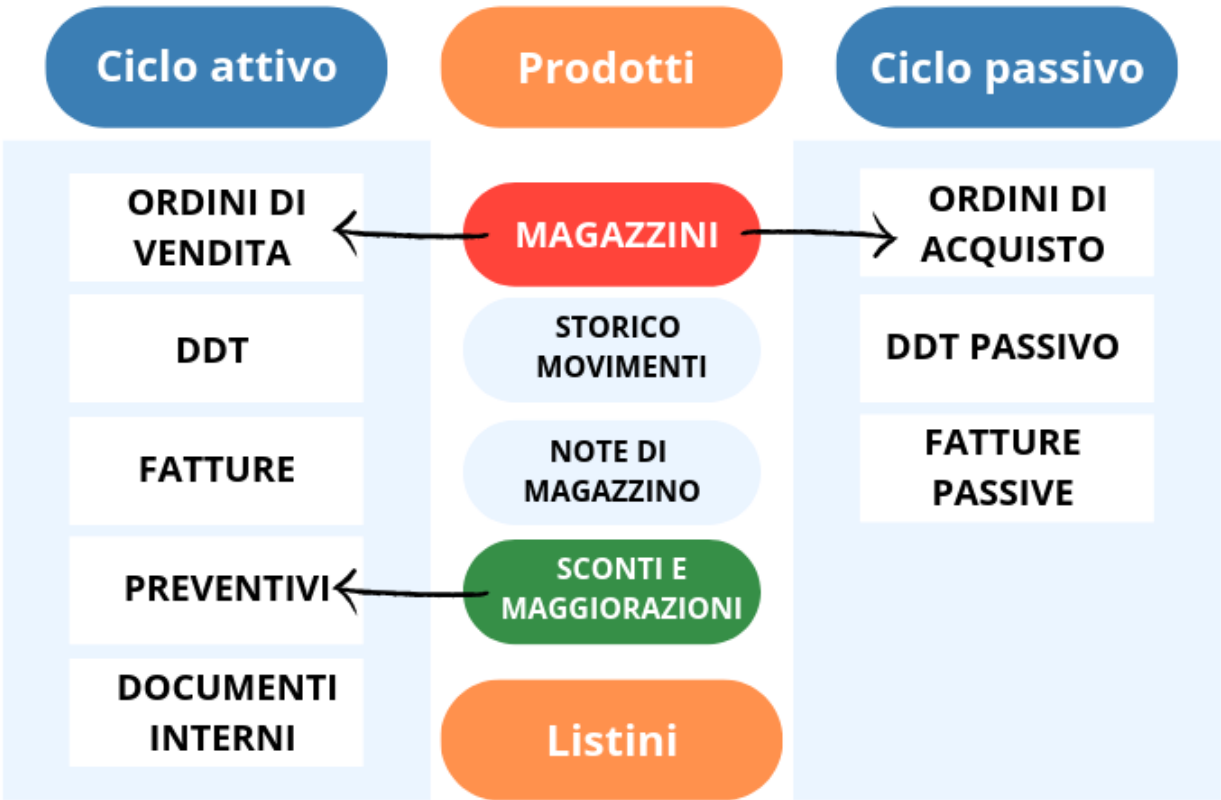 Ciclo attivo
Prodotti
Ciclo passivo
ORDINI DI
VENDITA
DDT
FATTURE
PREVENTIVI
DOCUMENTI
INTERNI
MAGAZZINI
STORICO
MOVIMENTI
NOTE DI
MAGAZZINO
SCONTI E
MAGGIORAZIONI
Listini
ORDINI DI
ACQUISTO
DDT PASSIVO
FATTURE
PASSIVE